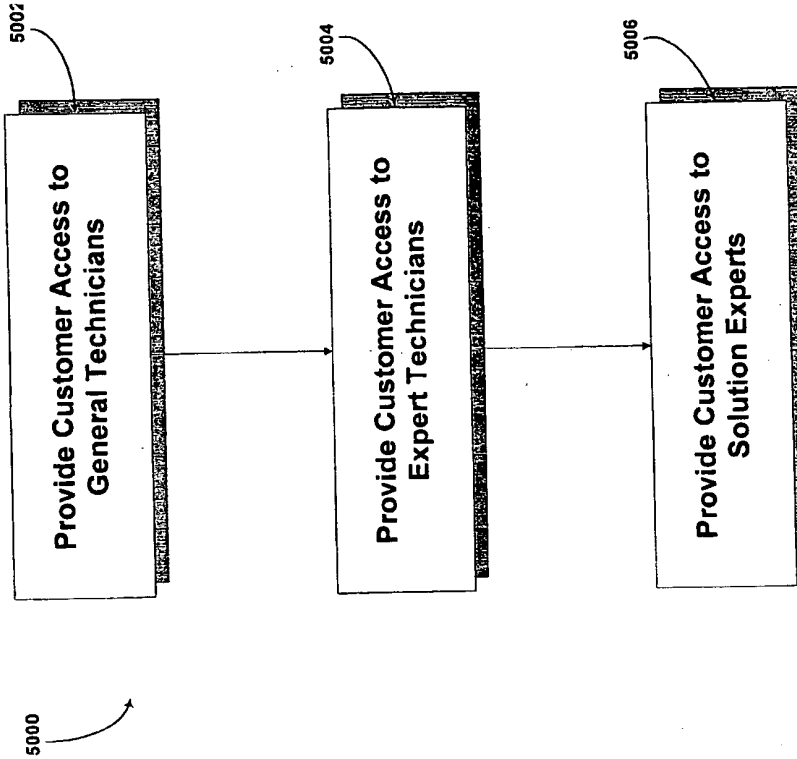 5000
5002
Provide Customer Access to
General Technicians
5004
Provide Customer Access to
Expert Technicians
5006
Provide Customer Access to
Solution Experts